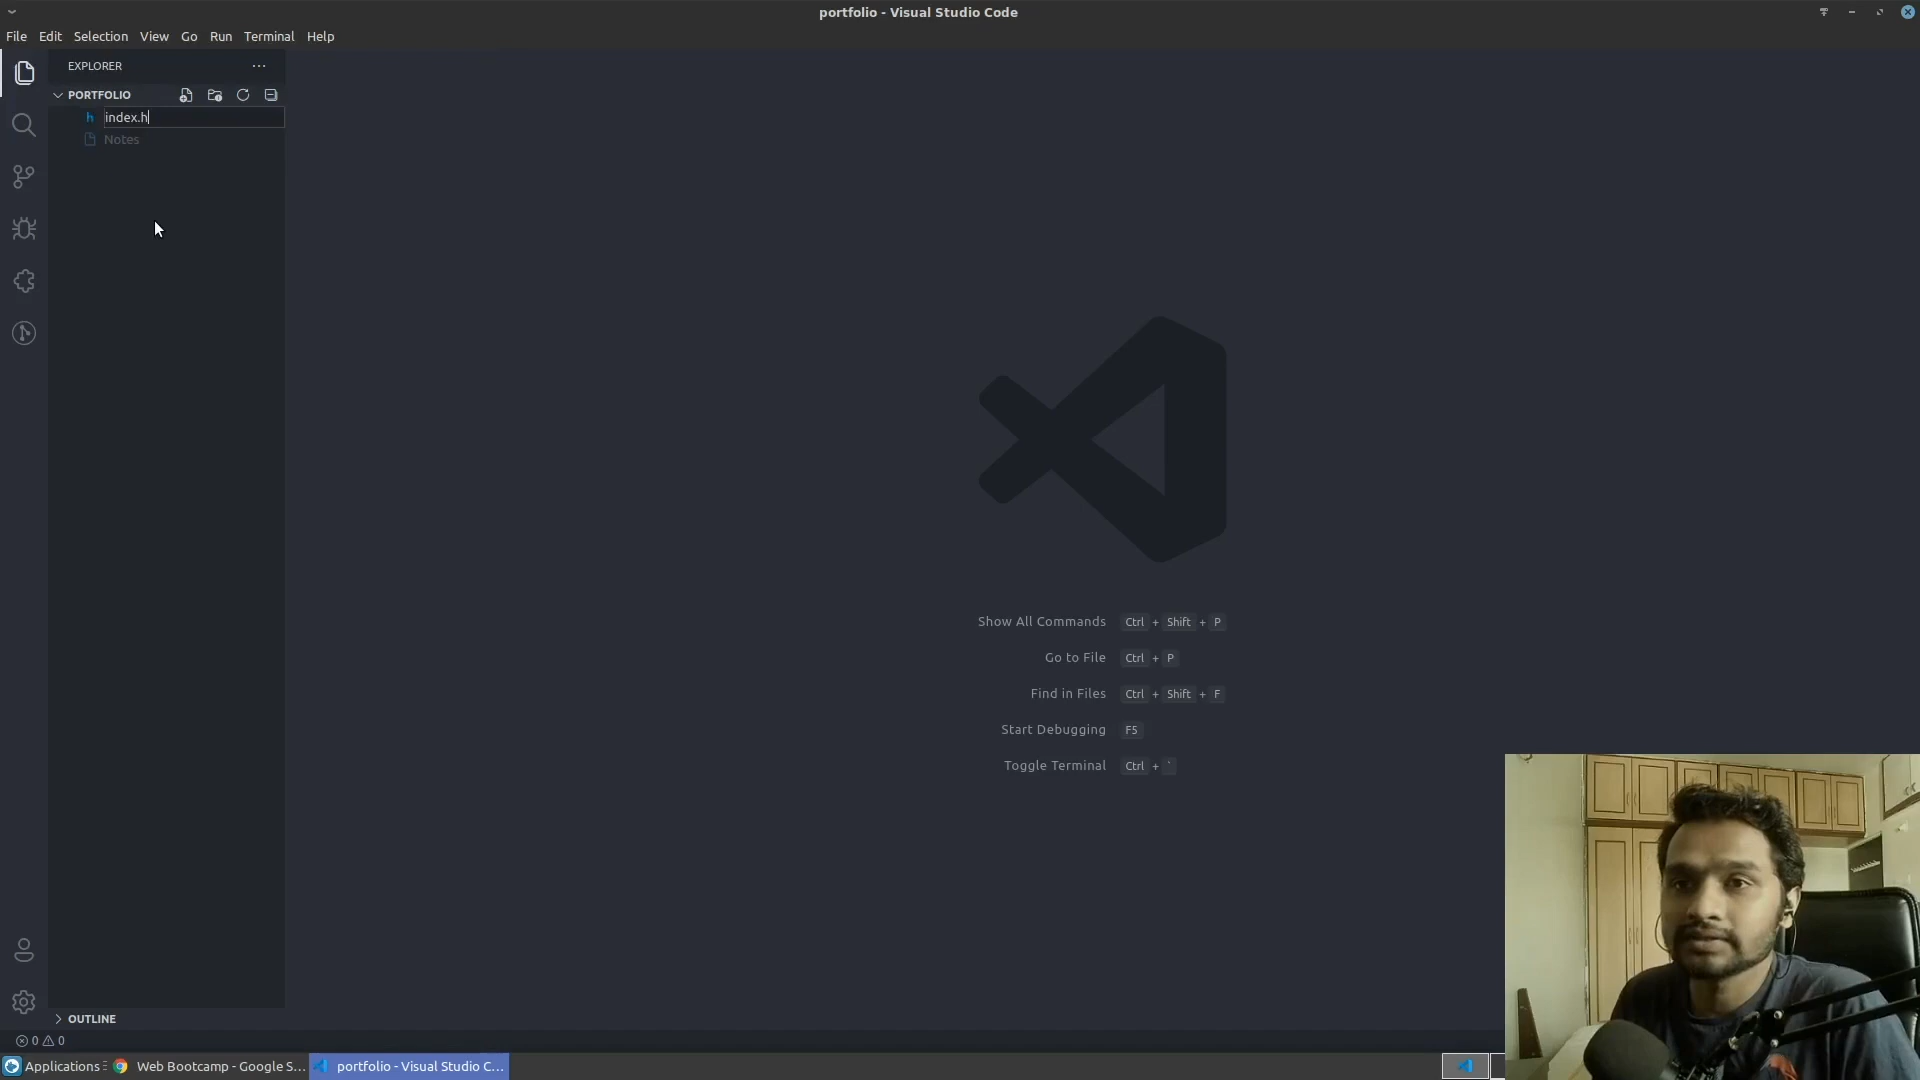 portfolio - Visual Studio Code
File Edit Selection View Go Run Terminal Help
EXPLORER
PORTFOLIO
h index.h
Notes
Show All Commands Ctrl + Shift + P
Go to File Ctrl + P
Find in Files Ctrl + Shift + F
Start Debugging F5
Toggle Terminal Ctrl + `
OUTLINE
0 0
Applications Web Bootcamp - Google S... portfolio - Visual Studio C...